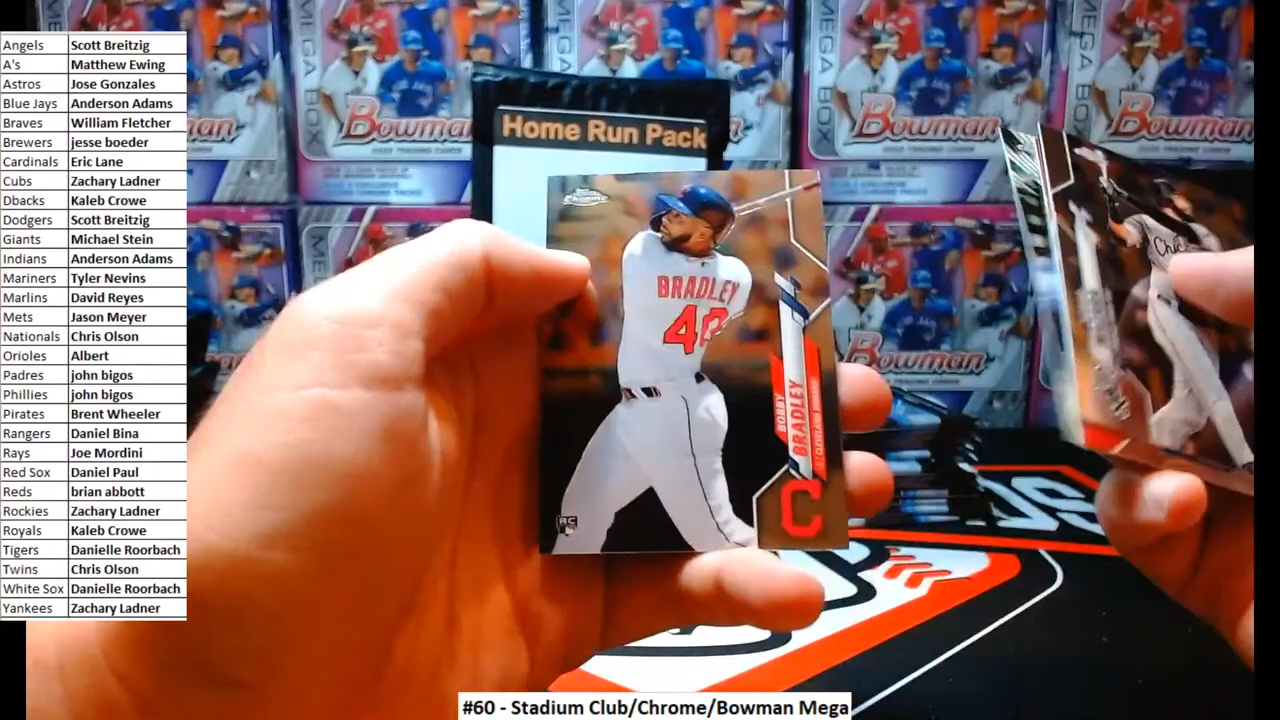 Angels Scott Breitzig
A's Matthew Ewing
Astros Jose Gonzales
Blue Jays Anderson Adams
Braves William Fletcher
Brewers jesse boeder
Cardinals Eric Lane
Cubs Zachary Ladner
Dbacks Kaleb Crowe
Dodgers Scott Breitzig
Giants Michael Stein
Indians Anderson Adams
Mariners Tyler Nevins
Marlins David Reyes
Mets Jason Meyer
Nationals Chris Olson
Orioles Albert
Padres john bigos
Phillies john bigos
Pirates Brent Wheeler
Rangers Daniel Bina
Rays Joe Mordini
Red Sox Daniel Paul
Reds brian abbott
Rockies Zachary Ladner
Royals Kaleb Crowe
Tigers Danielle Roorbach
Twins Chris Olson
White Sox Danielle Roorbach
Yankees Zachary Ladner
MEGA BOX
Bowman
Bowman
Bowman
Bowman
Home Run Pack
Chrome
BRADLEY
40
BOBBY
BRADLEY
CLEVELAND INDIANS
C
RC
#60 - Stadium Club/Chrome/Bowman Mega